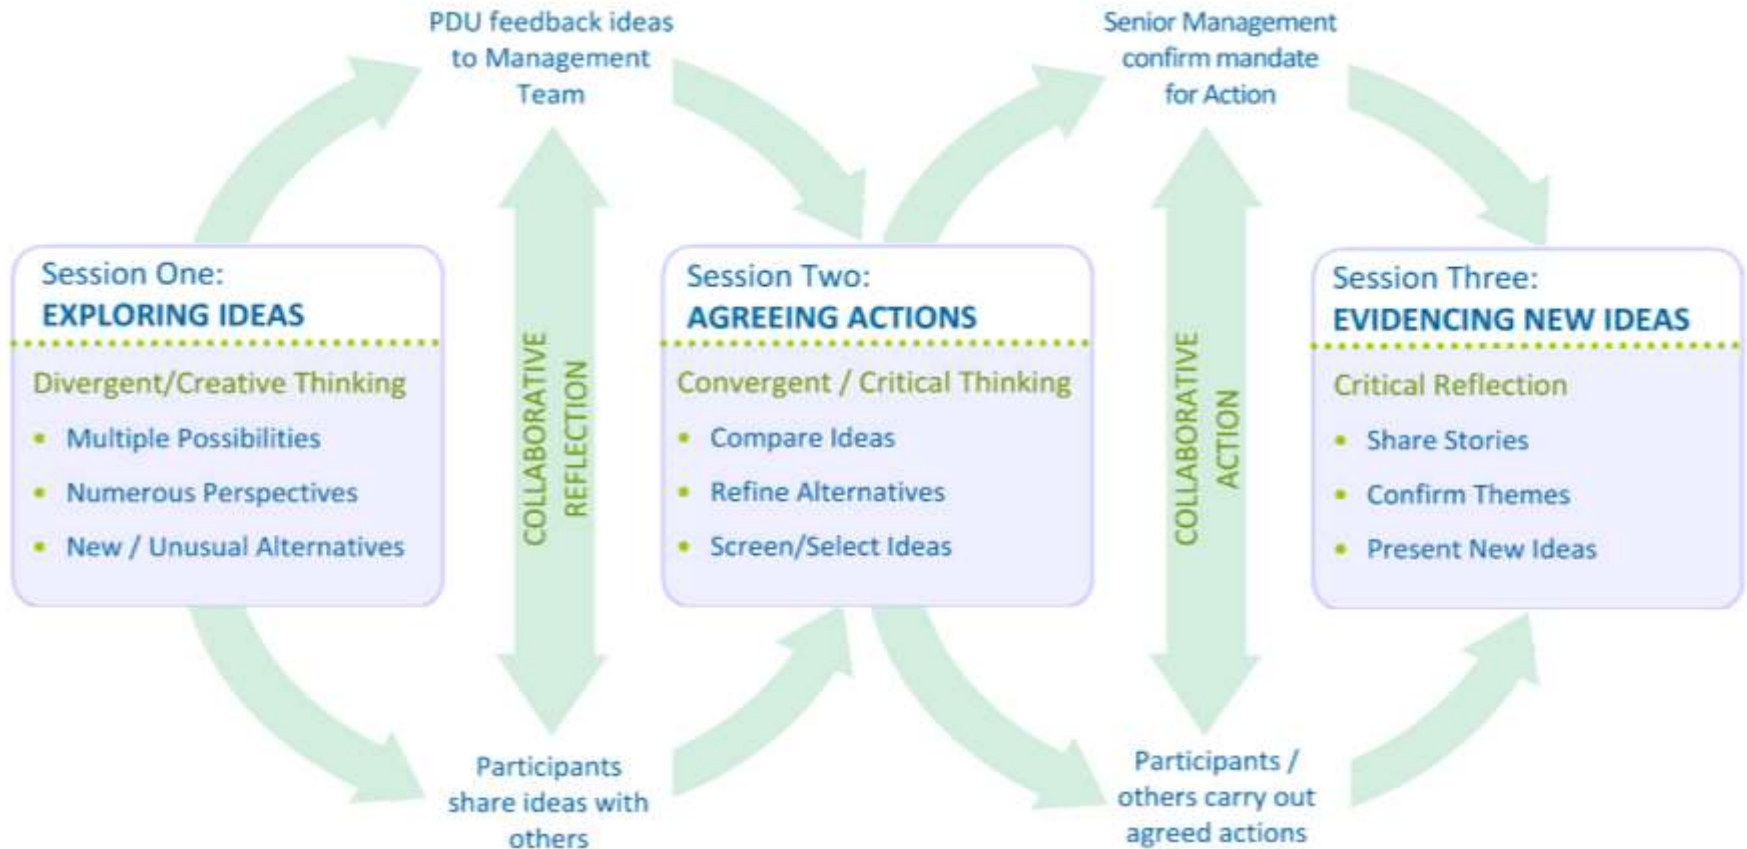 PDU feedback ideas
to Management
Team
Senior Management
confirm mandate
for Action
Session One:
EXPLORING IDEAS
Divergent/Creative Thinking
• Multiple Possibilities
• Numerous Perspectives
• New / Unusual Alternatives
COLLABORATIVE
REFLECTION
Session Two:
AGREEING ACTIONS
Convergent / Critical Thinking
• Compare Ideas
• Refine Alternatives
• Screen/Select Ideas
COLLABORATIVE
ACTION
Session Three:
EVIDENCING NEW IDEAS
Critical Reflection
• Share Stories
• Confirm Themes
• Present New Ideas
Participants
share ideas with
others
Participants /
others carry out
agreed actions